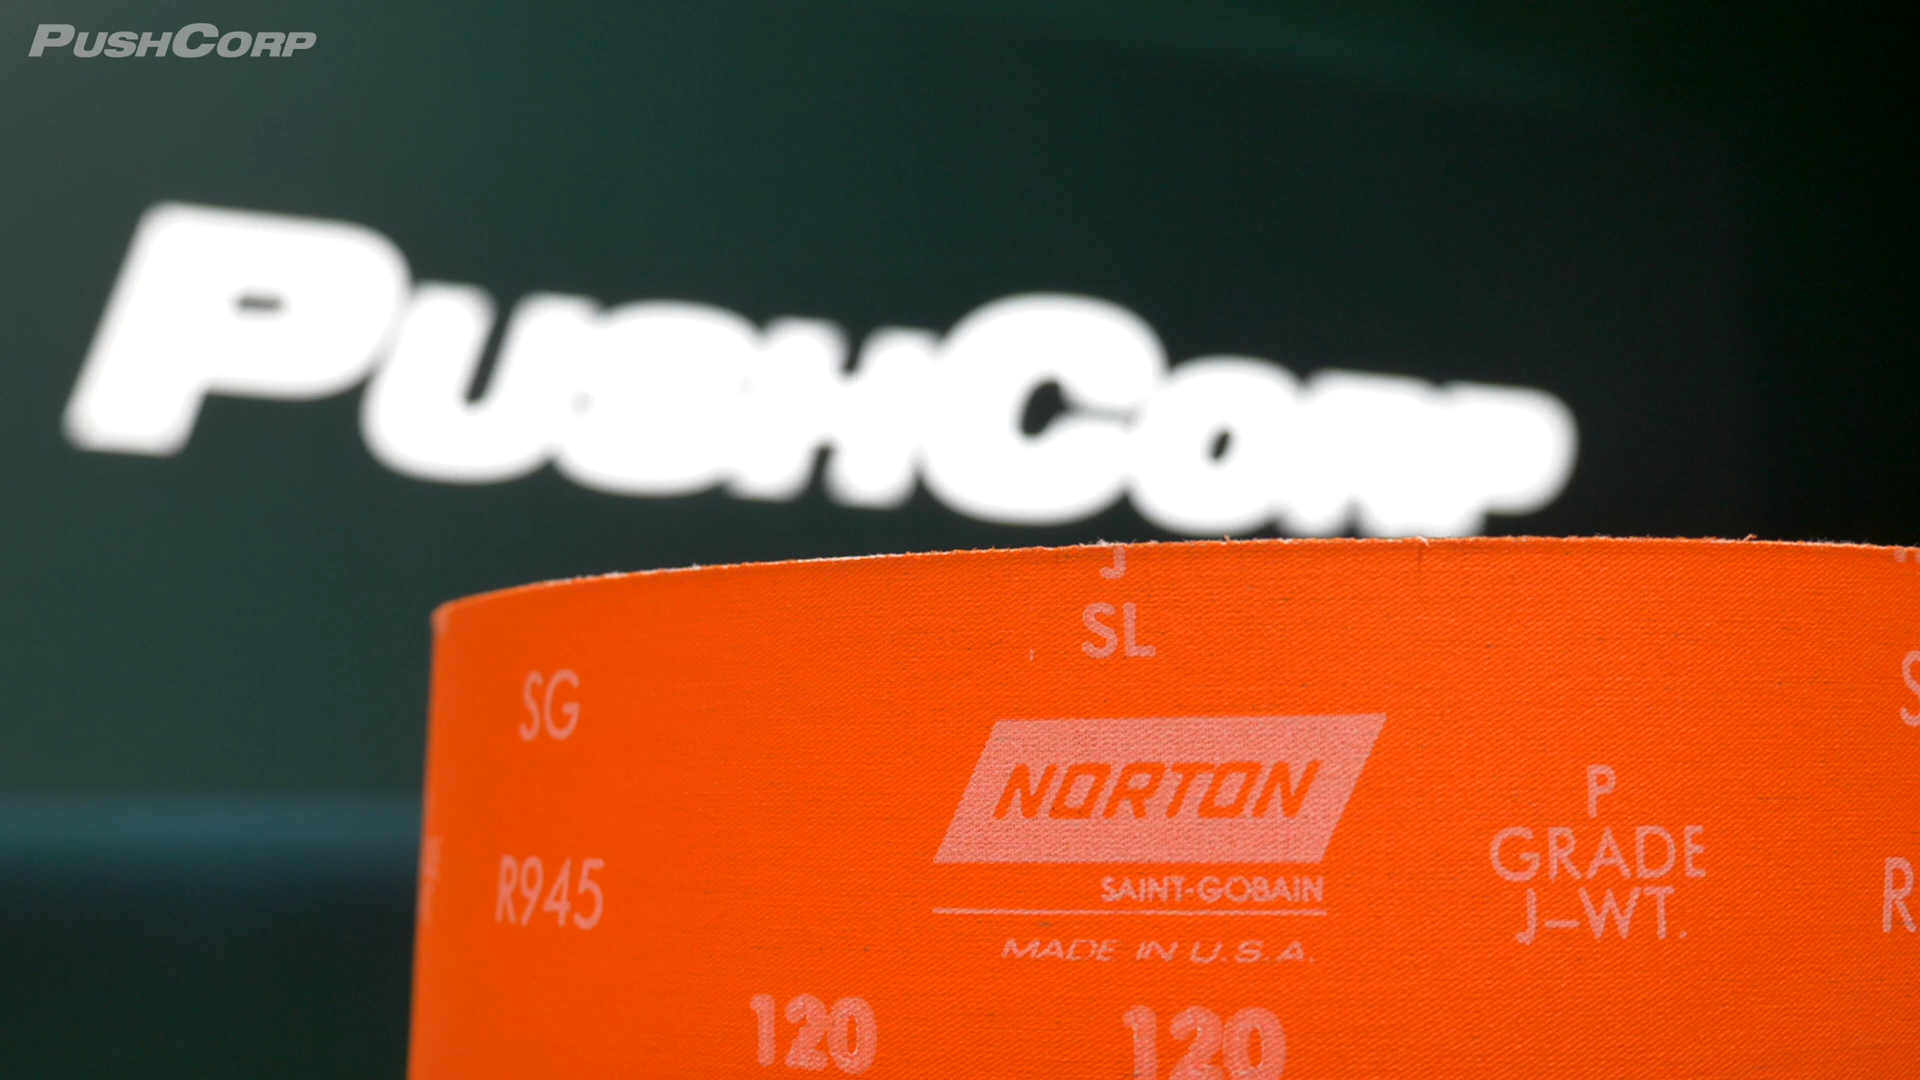 PUSHCORP
PUSHCORP
J
SL
SG
NORTON
SAINT-GOBAIN
MADE IN U.S.A.
R945
P
GRADE
J-WT.
120
120